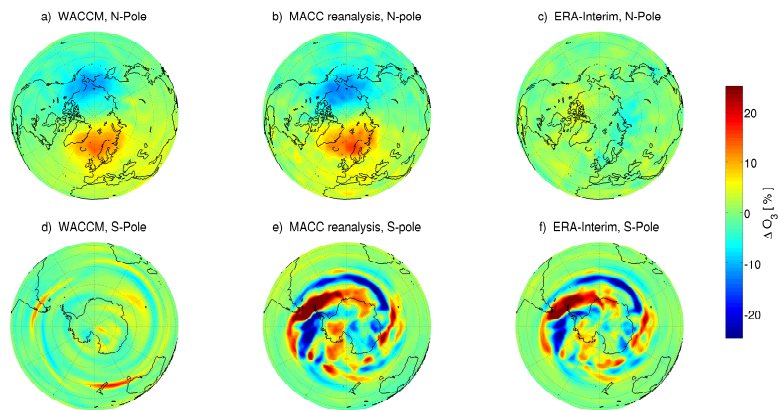 a) WACCM, N-Pole
b) MACC reanalysis, N-pole
c) ERA-Interim, N-Pole
d) WACCM, S-Pole
e) MACC reanalysis, S-pole
f) ERA-Interim, S-Pole
20
10
0
-10
-20
Δ O3 [ % ]